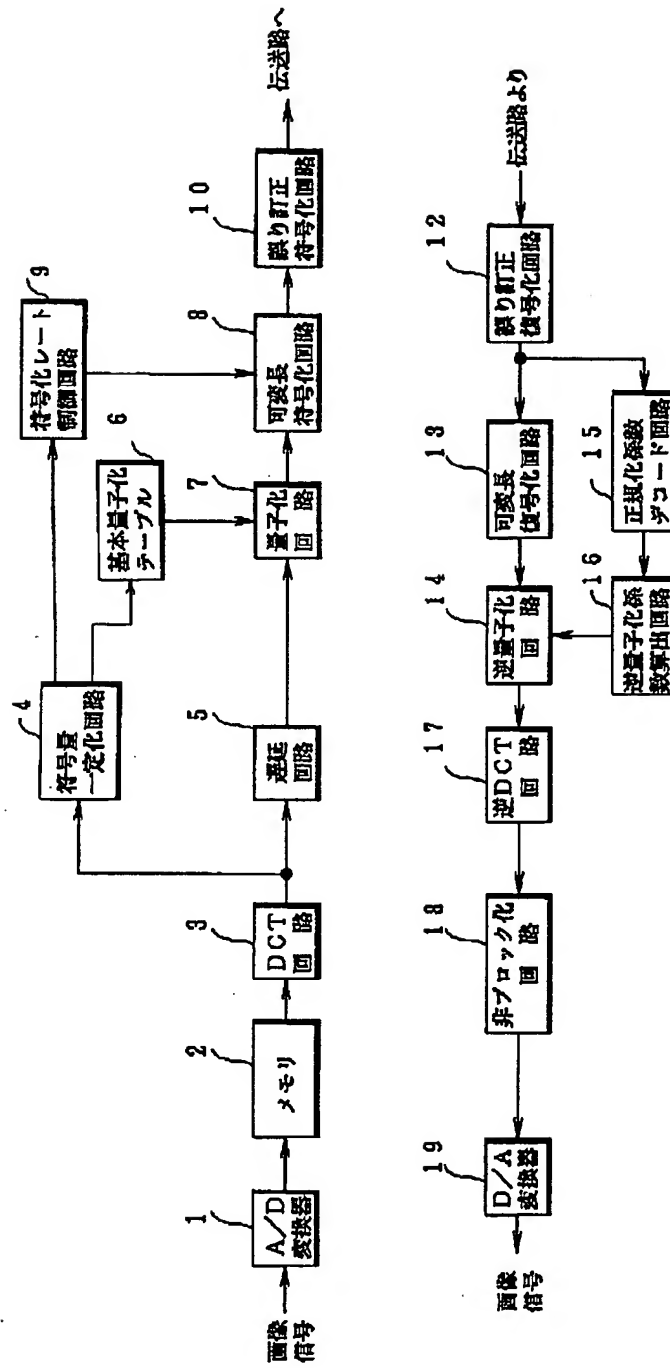 画像
信号
1
A/D
変換器
2
メモリ
3
DCT
回路
4
符号量
一定化回路
5
遅延
回路
6
基本量子化
テーブル
7
量子化
回路
8
可変長
符号化回路
9
符号化レート
制御回路
10
誤り訂正
符号化回路
伝送路へ
伝送路より
12
誤り訂正
復号化回路
13
可変長
復号化回路
14
逆量子化
回路
15
正規化係数
デコード回路
16
逆量子化係
数算出回路
17
逆DCT
回路
18
非ブロック化
回路
19
D/A
変換器
画像
信号